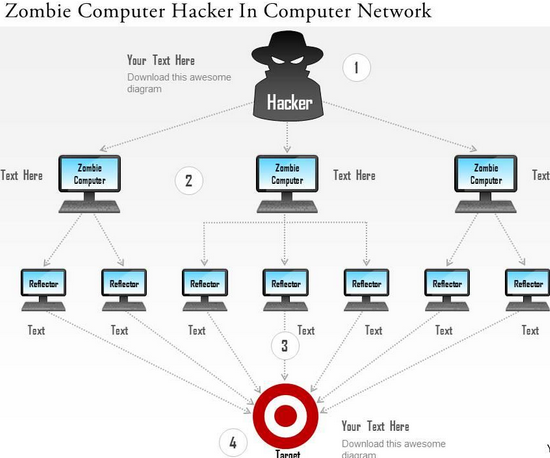 Zombie Computer Hacker In Computer Network
Your Text Here
Download this awesome
diagram
1
Hacker
Text Here
Zombie
Computer
2
Zombie
Computer
Text Here
Zombie
Computer
Text
Reflector
Reflector
Reflector
Reflector
Reflector
Reflector
Reflector
Text
Text
Text
Text
Text
Text
Text
3
4
Target
Your Text Here
Download this awesome
diagram
Y